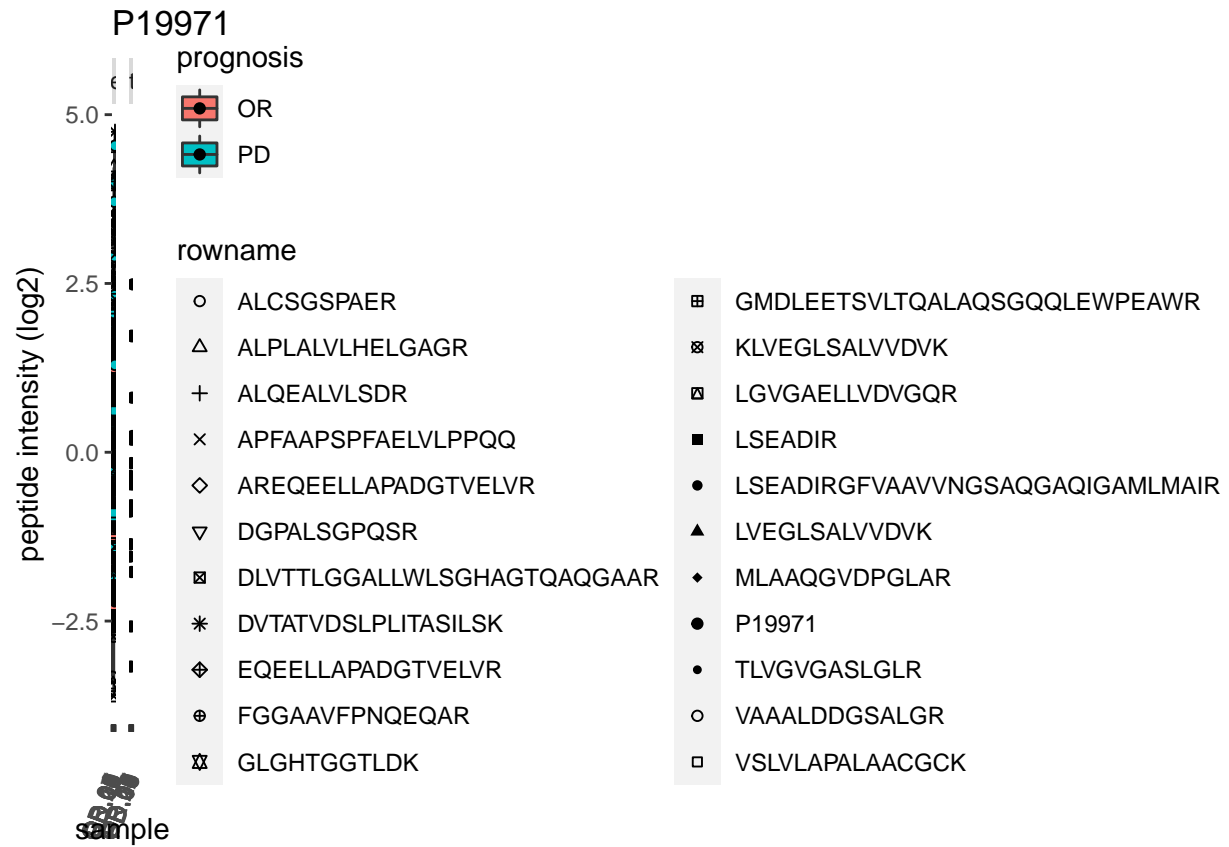 P19971
prognosis
OR
PD
5.0
2.5
0.0
−2.5
peptide intensity (log2)
rowname
ALCSGSPAER
ALPLALVLHELGAGR
ALQEALVLSDR
APFAAPSPFAELVLPPQQ
AREQEELLAPADGTVELVR
DGPALSGPQSR
DLVTTLGGALLWLSGHAGTQAQGAAR
DVTATVDSLPLITASILSK
EQEELLAPADGTVELVR
FGGAAVFPNQEQAR
GLGHTGGTLDK
GMDLEETSVLTQALAQSGQQLEWPEAWR
KLVEGLSALVVDVK
LGVGAELLVDVGQR
LSEADIR
LSEADIRGFVAAVVNGSAQGAQIGAMLMAIR
LVEGLSALVVDVK
MLAAQGVDPGLAR
P19971
TLVGVGASLGLR
VAAALDDGSALGR
VSLVLAPALAACGCK
sample